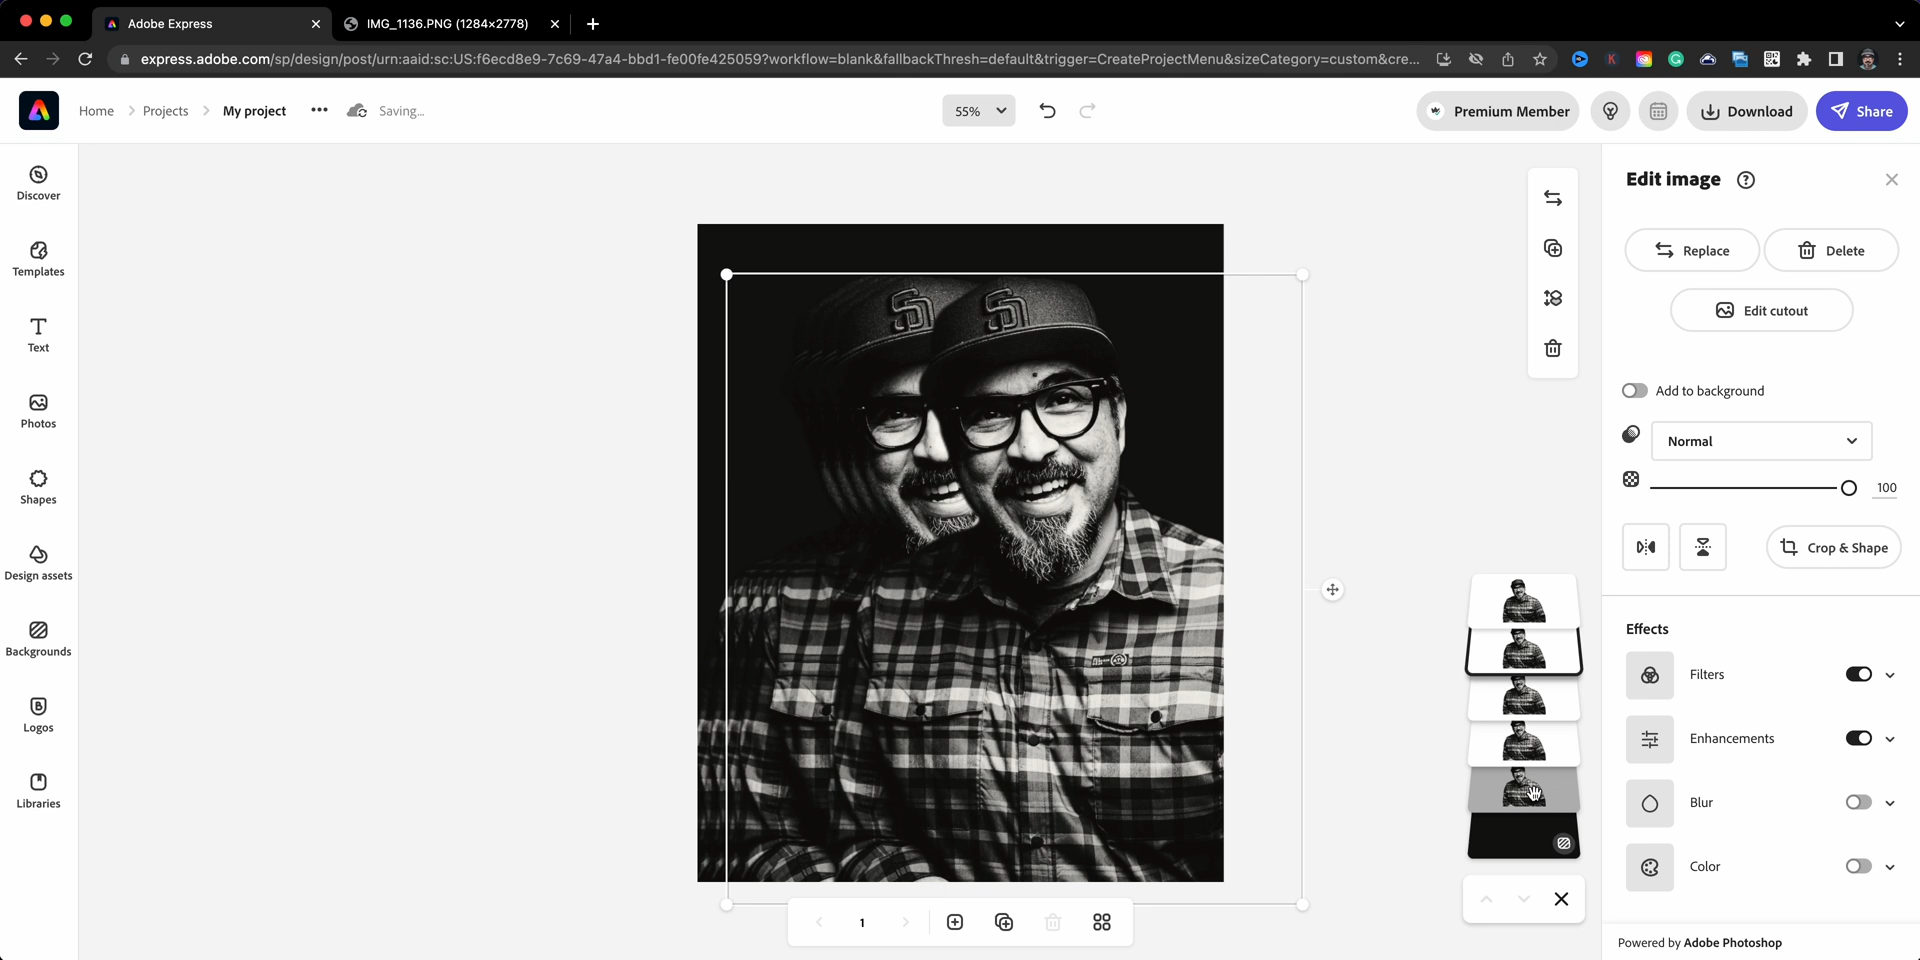 Adobe Express
IMG_1136.PNG (1284×2778)
express.adobe.com/sp/design/post/urn:aaid:sc:US:f6ecd8e9-7c69-47a4-bbd1-fe00fe425059?workflow=blank&fallbackThresh=default&trigger=CreateProjectMenu&sizeCategory=custom&cre...
Home
Projects
My project
Saving...
55%
Premium Member
Download
Share
Discover
Templates
Text
Photos
Shapes
Design assets
Backgrounds
Logos
Libraries
SD
SD
1
Edit image
Replace
Delete
Edit cutout
Add to background
Normal
100
Crop & Shape
Effects
Filters
Enhancements
Blur
Color
Powered by Adobe Photoshop